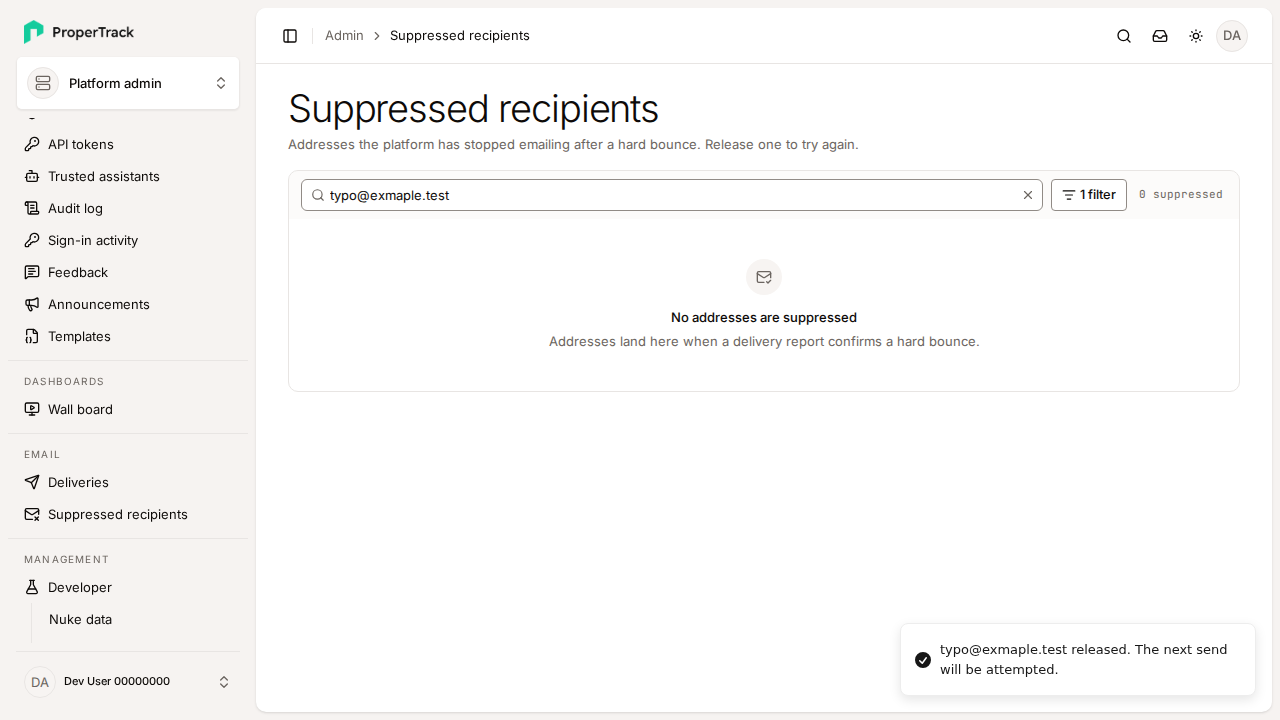 ProperTrack
Platform admin
API tokens
Trusted assistants
Audit log
Sign-in activity
Feedback
Announcements
Templates
DASHBOARDS
Wall board
EMAIL
Deliveries
Suppressed recipients
MANAGEMENT
Developer
Nuke data
DA
Dev User 00000000
Admin
Suppressed recipients
DA
Suppressed recipients
Addresses the platform has stopped emailing after a hard bounce. Release one to try again.
typo@exmaple.test
1 filter
0 suppressed
No addresses are suppressed
Addresses land here when a delivery report confirms a hard bounce.
typo@exmaple.test released. The next send
will be attempted.